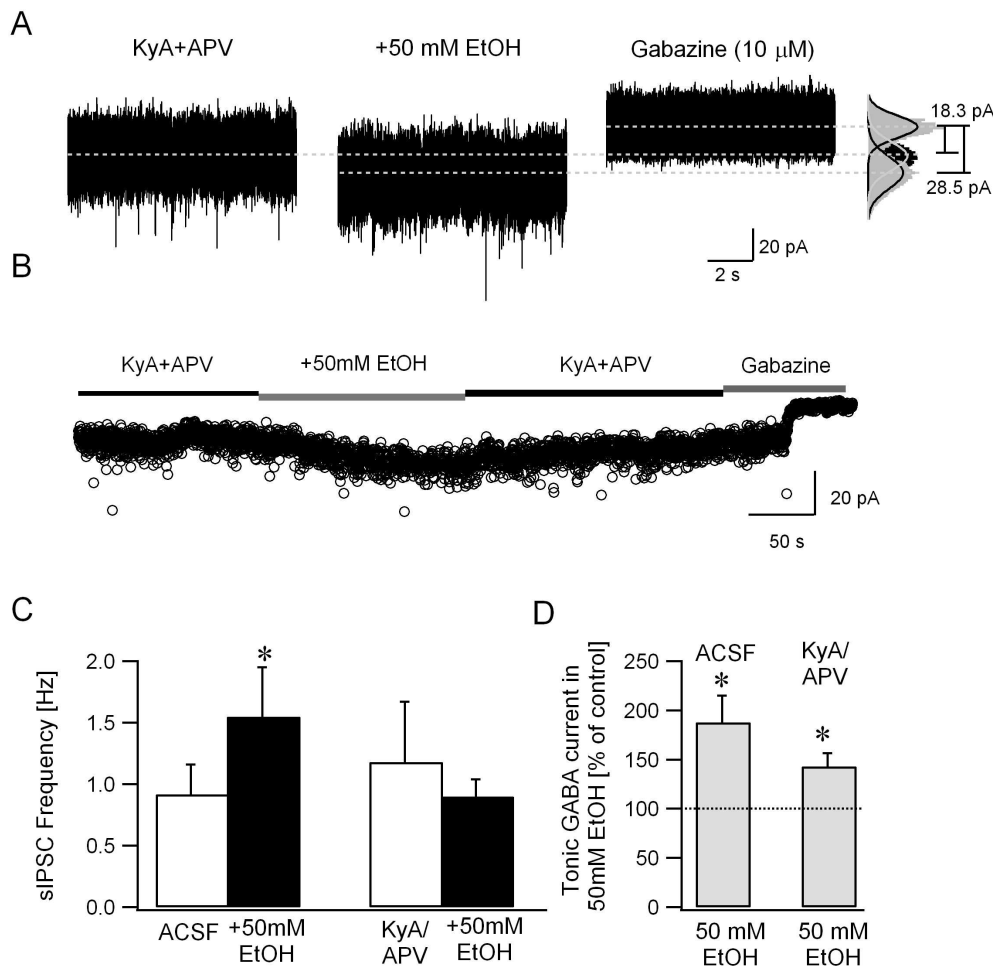 A
KyA+APV
+50 mM EtOH
Gabazine (10 μM)
18.3 pA
28.5 pA
20 pA
2 s
B
KyA+APV
+50mM EtOH
KyA+APV
Gabazine
20 pA
50 s
C
sIPSC Frequency [Hz]
2.0
1.5
1.0
0.5
0.0
*
ACSF
+50mM
EtOH
KyA/
APV
+50mM
EtOH
D
Tonic GABA current in
50mM EtOH [% of control]
250
200
150
100
50
0
ACSF
*
KyA/
APV
*
50 mM
EtOH
50 mM
EtOH